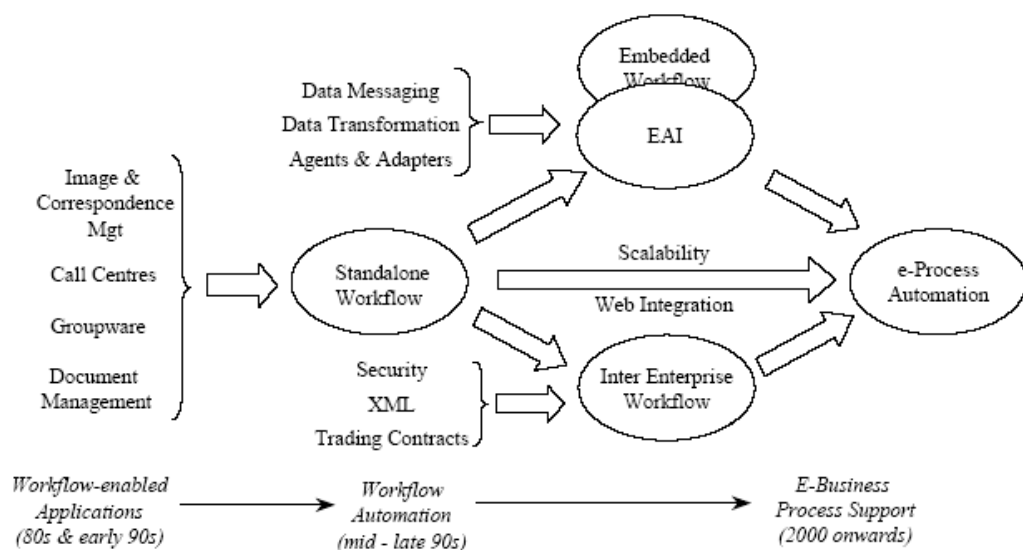 Embedded
Workflow
EAI
Data Messaging
Data Transformation
Agents & Adapters
Image &
Correspondence
Mgt
Call Centres
Groupware
Document
Management
Standalone
Workflow
Scalability
Web Integration
e-Process
Automation
Security
XML
Trading Contracts
Inter Enterprise
Workflow
Workflow-enabled
Applications
(80s & early 90s)
Workflow
Automation
(mid - late 90s)
E-Business
Process Support
(2000 onwards)